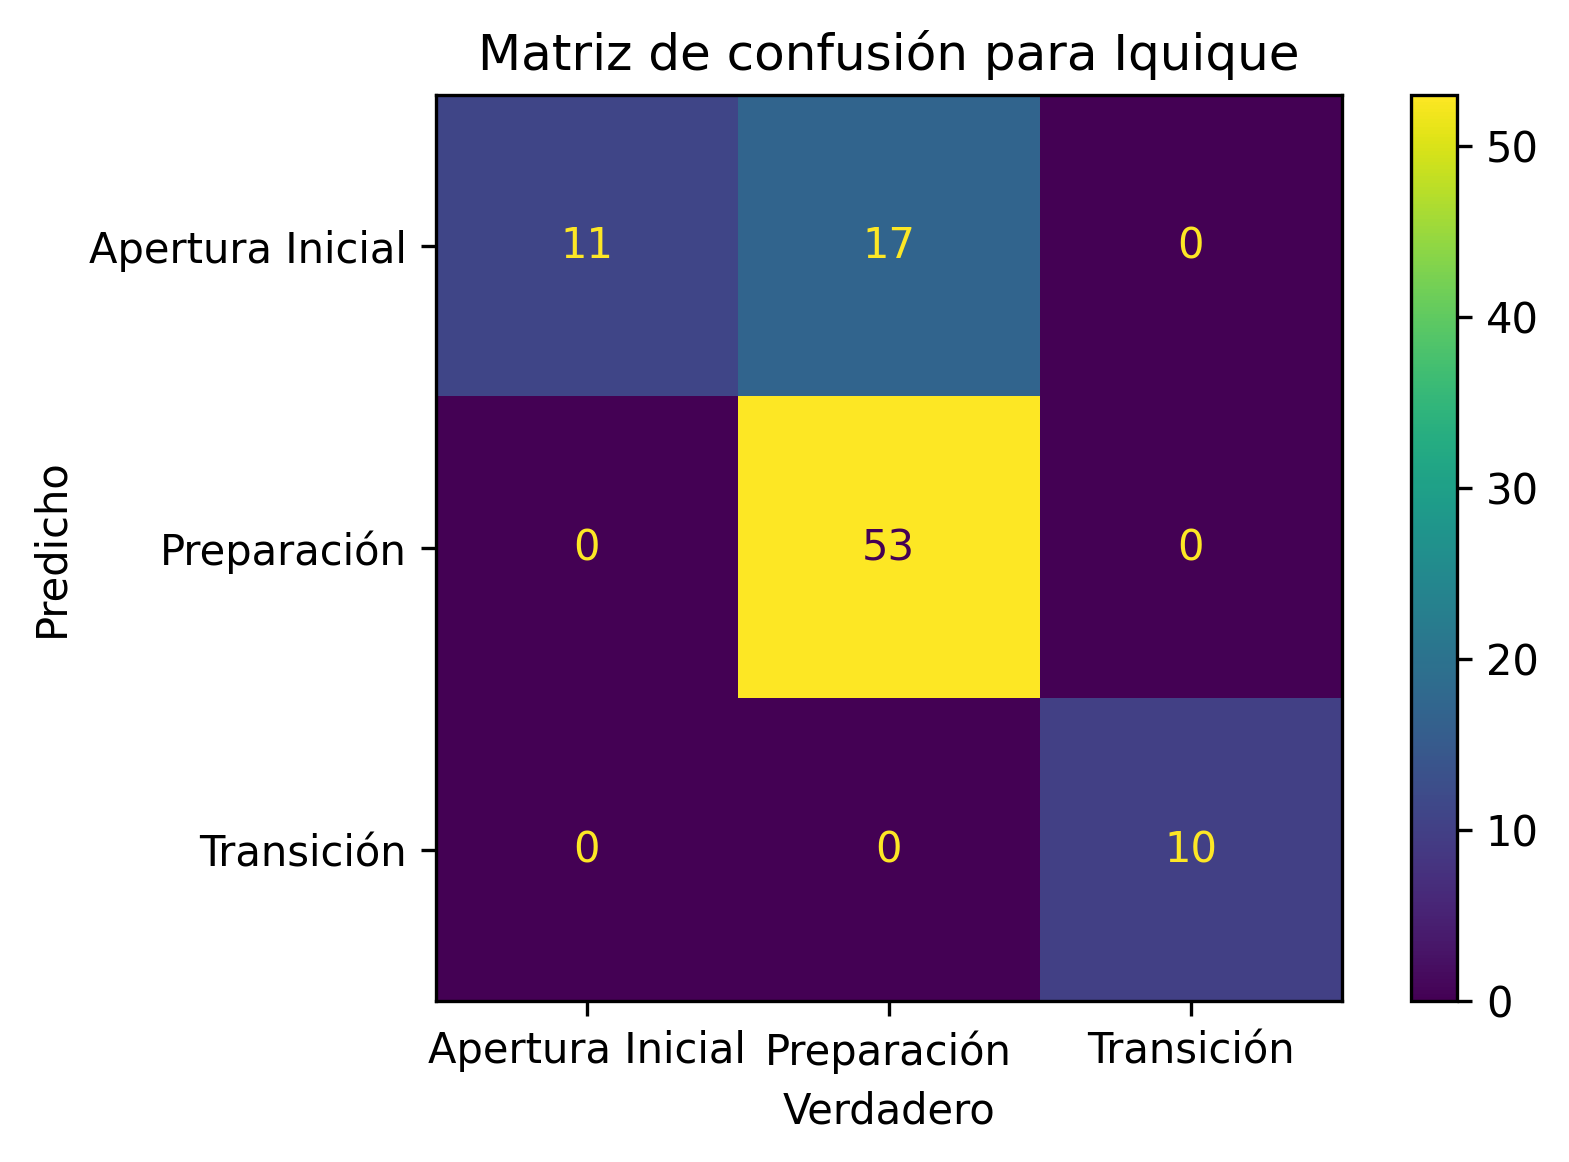 Matriz de confusión para Iquique
Predicho
Apertura Inicial 11 17 0
Preparación 0 53 0
Transición 0 0 10
Apertura Inicial Preparación Transición
Verdadero
50
40
30
20
10
0